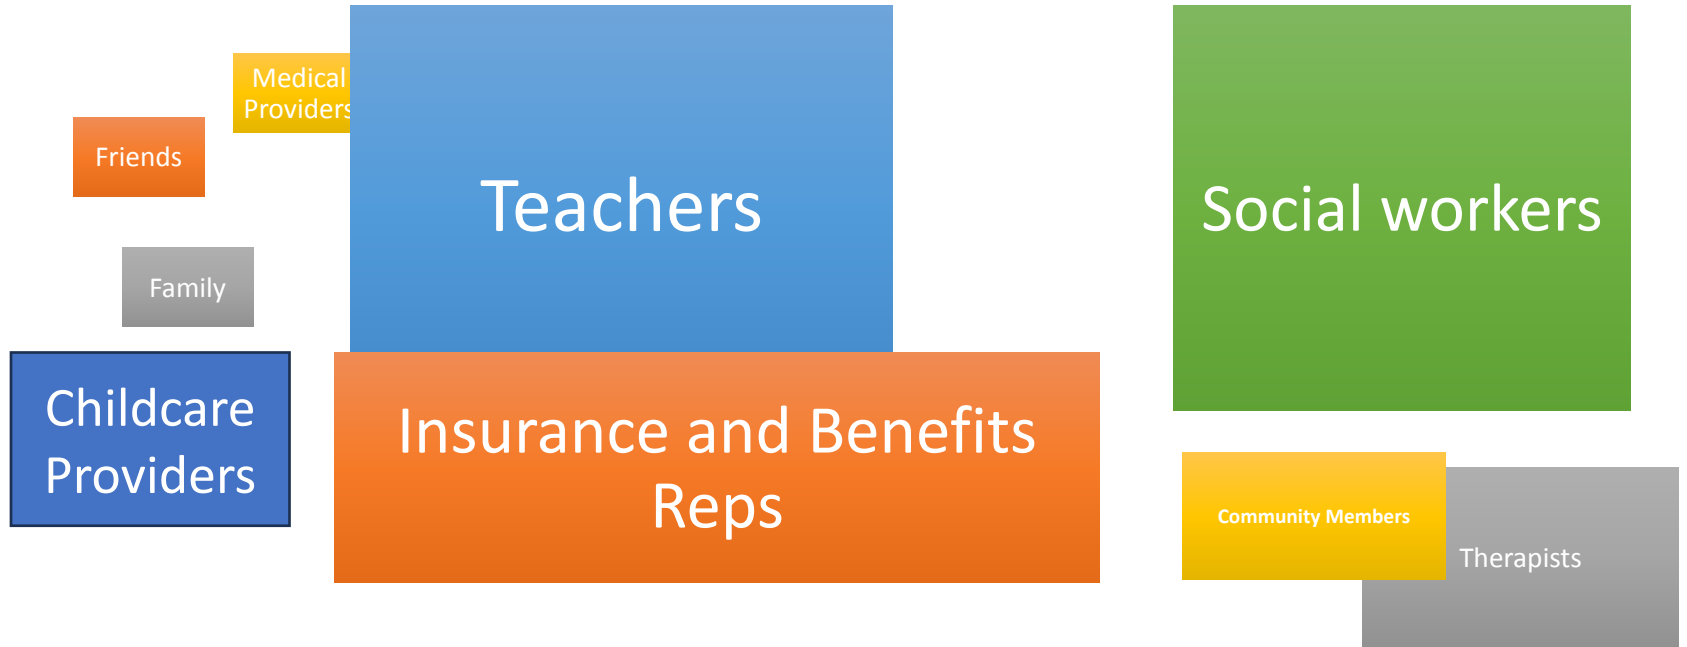 Medical
Providers
Friends
Family
Childcare
Providers
Teachers
Insurance and Benefits
Reps
Social workers
Community Members
Therapists